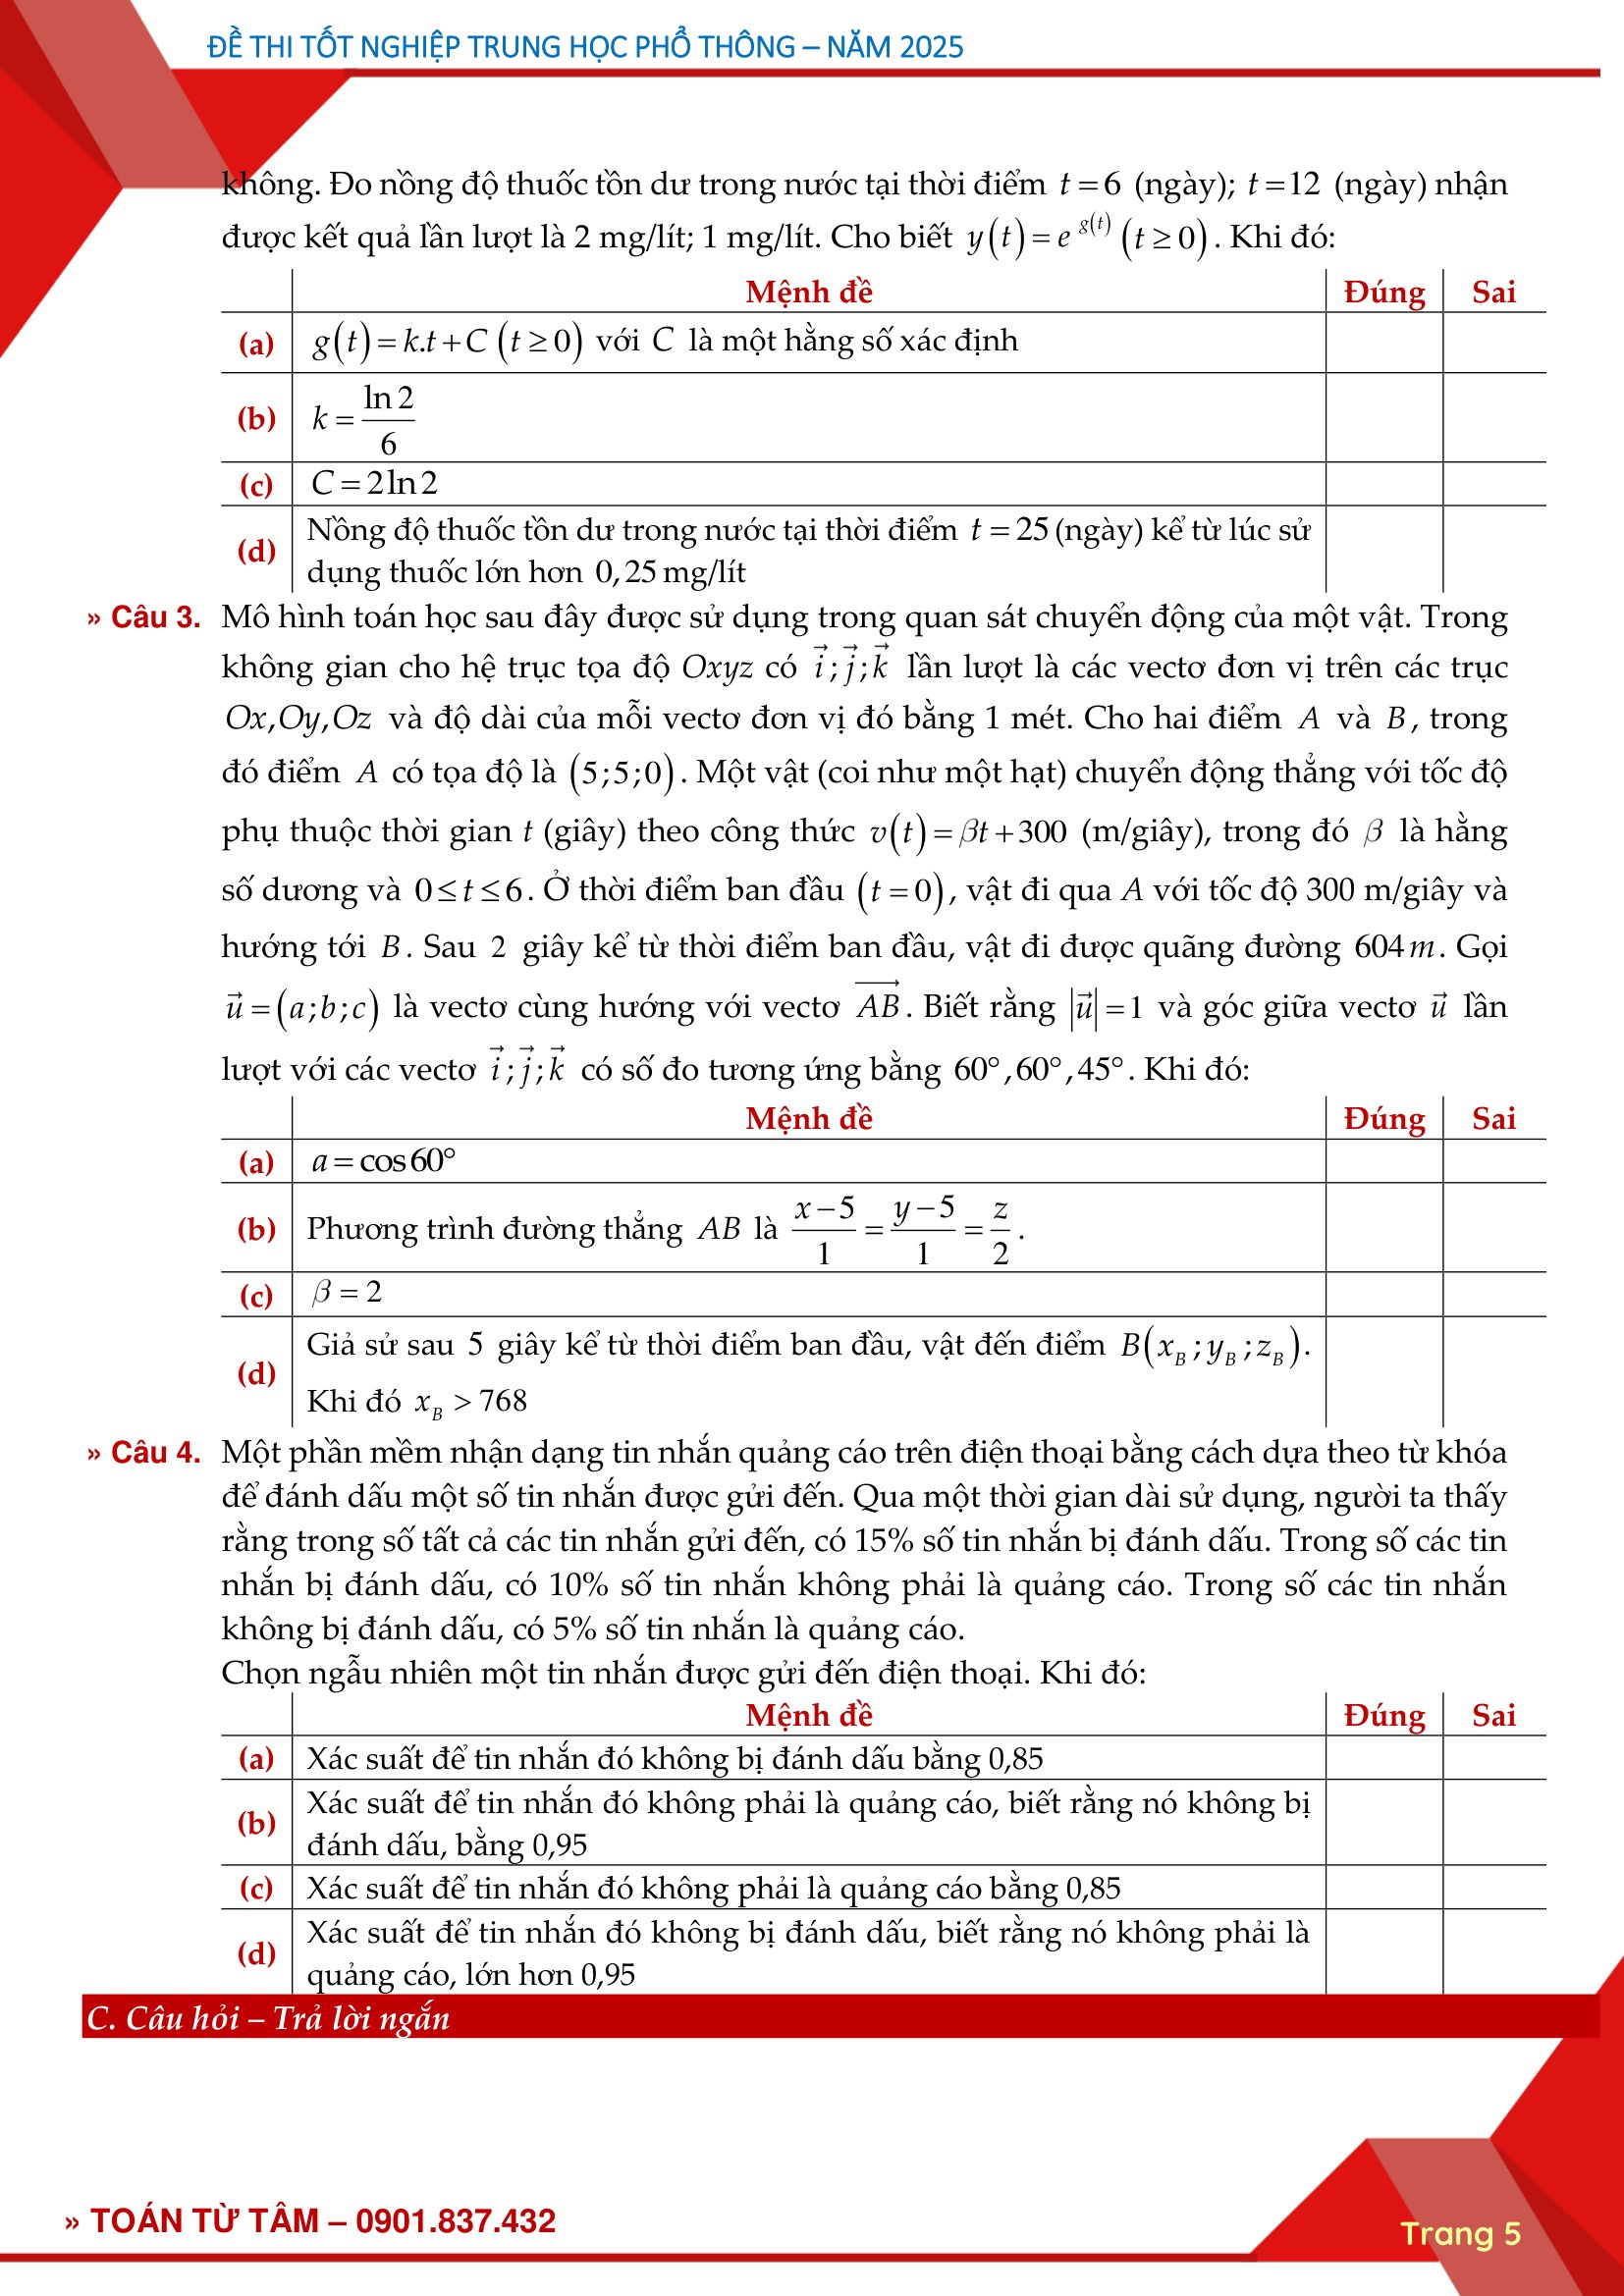 ĐỀ THI TỐT NGHIỆP TRUNG HỌC PHỔ THÔNG – NĂM 2025
không. Đo nồng độ thuốc tồn dư trong nước tại thời điểm t = 6 (ngày); t = 12 (ngày) nhận
được kết quả lần lượt là 2 mg/lít; 1 mg/lít. Cho biết y(t) = e^{g(t)} (t ≥ 0). Khi đó:
Mệnh đề Đúng Sai
(a) g(t) = k.t + C (t ≥ 0) với C là một hằng số xác định
(b) k = ln 2 / 6
(c) C = 2 ln 2
(d) Nồng độ thuốc tồn dư trong nước tại thời điểm t = 25 (ngày) kể từ lúc sử
dụng thuốc lớn hơn 0,25 mg/lít
» Câu 3. Mô hình toán học sau đây được sử dụng trong quan sát chuyển động của một vật. Trong
không gian cho hệ trục tọa độ Oxyz có i⃗; j⃗; k⃗ lần lượt là các vectơ đơn vị trên các trục
Ox, Oy, Oz và độ dài của mỗi vectơ đơn vị đó bằng 1 mét. Cho hai điểm A và B, trong
đó điểm A có tọa độ là (5;5;0). Một vật (coi như một hạt) chuyển động thẳng với tốc độ
phụ thuộc thời gian t (giây) theo công thức v(t) = βt + 300 (m/giây), trong đó β là hằng
số dương và 0 ≤ t ≤ 6. Ở thời điểm ban đầu (t = 0), vật đi qua A với tốc độ 300 m/giây và
hướng tới B. Sau 2 giây kể từ thời điểm ban đầu, vật đi được quãng đường 604m. Gọi
u⃗ = (a;b;c) là vectơ cùng hướng với vectơ AB⃗. Biết rằng |u⃗| = 1 và góc giữa vectơ u⃗ lần
lượt với các vectơ i⃗; j⃗; k⃗ có số đo tương ứng bằng 60°, 60°, 45°. Khi đó:
Mệnh đề Đúng Sai
(a) a = cos 60°
(b) Phương trình đường thẳng AB là (x − 5)/1 = (y − 5)/1 = z/2.
(c) β = 2
(d) Giả sử sau 5 giây kể từ thời điểm ban đầu, vật đến điểm B(x_B; y_B; z_B).
Khi đó x_B > 768
» Câu 4. Một phần mềm nhận dạng tin nhắn quảng cáo trên điện thoại bằng cách dựa theo từ khóa
để đánh dấu một số tin nhắn được gửi đến. Qua một thời gian dài sử dụng, người ta thấy
rằng trong số tất cả các tin nhắn gửi đến, có 15% số tin nhắn bị đánh dấu. Trong số các tin
nhắn bị đánh dấu, có 10% số tin nhắn không phải là quảng cáo. Trong số các tin nhắn
không bị đánh dấu, có 5% số tin nhắn là quảng cáo.
Chọn ngẫu nhiên một tin nhắn được gửi đến điện thoại. Khi đó:
Mệnh đề Đúng Sai
(a) Xác suất để tin nhắn đó không bị đánh dấu bằng 0,85
(b) Xác suất để tin nhắn đó không phải là quảng cáo, biết rằng nó không bị
đánh dấu, bằng 0,95
(c) Xác suất để tin nhắn đó không phải là quảng cáo bằng 0,85
(d) Xác suất để tin nhắn đó không bị đánh dấu, biết rằng nó không phải là
quảng cáo, lớn hơn 0,95
C. Câu hỏi – Trả lời ngắn
» TOÁN TỪ TÂM – 0901.837.432
Trang 5